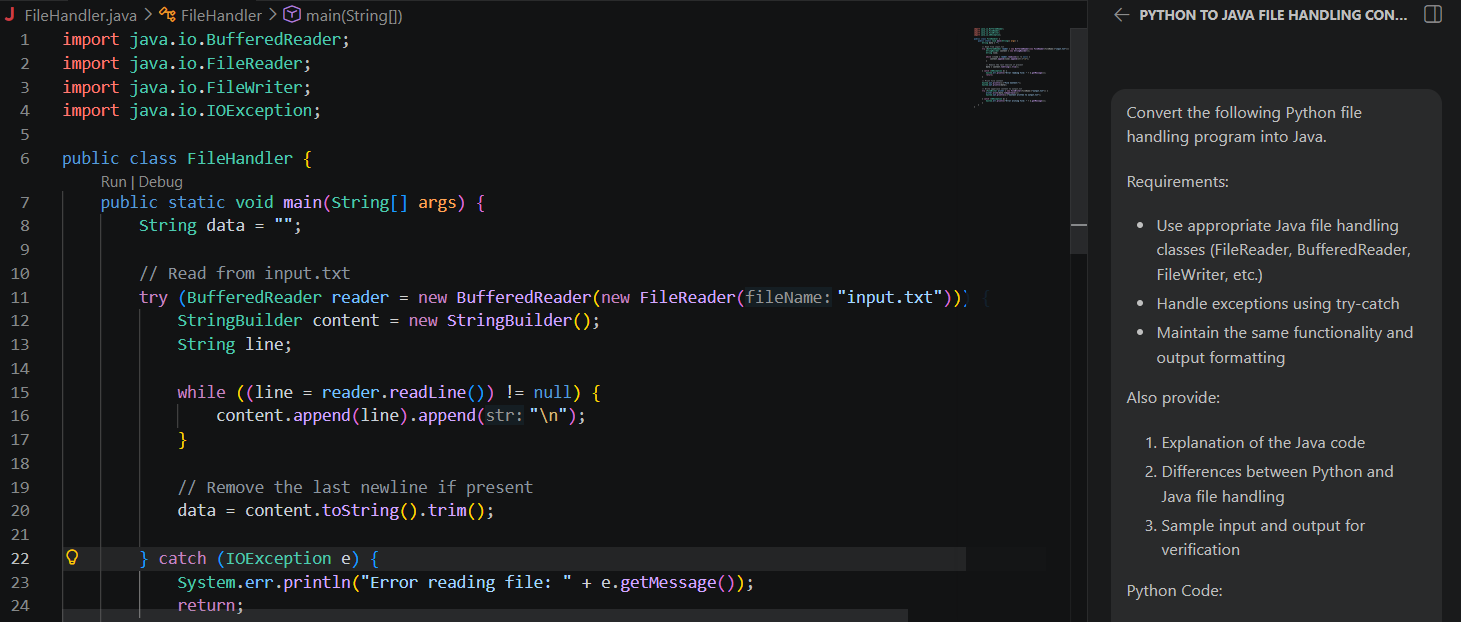 FileHandler.java > FileHandler > main(String[])
1 import java.io.BufferedReader;
2 import java.io.FileReader;
3 import java.io.FileWriter;
4 import java.io.IOException;
5
6 public class FileHandler {
Run | Debug
7 public static void main(String[] args) {
8 String data = "";
9
10 // Read from input.txt
11 try (BufferedReader reader = new BufferedReader(new FileReader(fileName: "input.txt"))) {
12 StringBuilder content = new StringBuilder();
13 String line;
14
15 while ((line = reader.readLine()) != null) {
16 content.append(line).append(str: "\n");
17 }
18
19 // Remove the last newline if present
20 data = content.toString().trim();
21
22 } catch (IOException e) {
23 System.err.println("Error reading file: " + e.getMessage());
24 return;
PYTHON TO JAVA FILE HANDLING CON...
Convert the following Python file
handling program into Java.
Requirements:
• Use appropriate Java file handling
classes (FileReader, BufferedReader,
FileWriter, etc.)
• Handle exceptions using try-catch
• Maintain the same functionality and
output formatting
Also provide:
1. Explanation of the Java code
2. Differences between Python and
Java file handling
3. Sample input and output for
verification
Python Code: